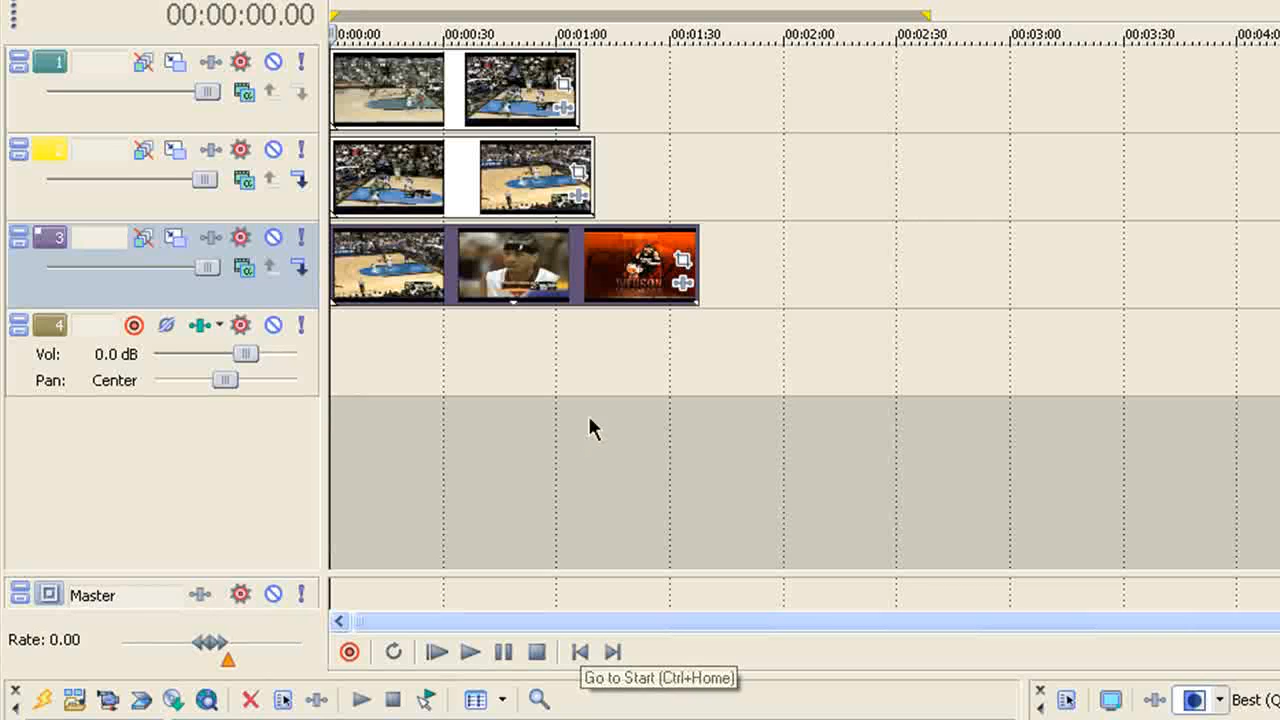 00:00:00.00
0:00:00 00:00:30 00:01:00 00:01:30 00:02:00 00:02:30 00:03:00 00:03:30 00:04:0
1
3
4
Vol: 0.0 dB
Pan: Center
Master
Rate: 0.00
Go to Start (Ctrl+Home)
Best (Q